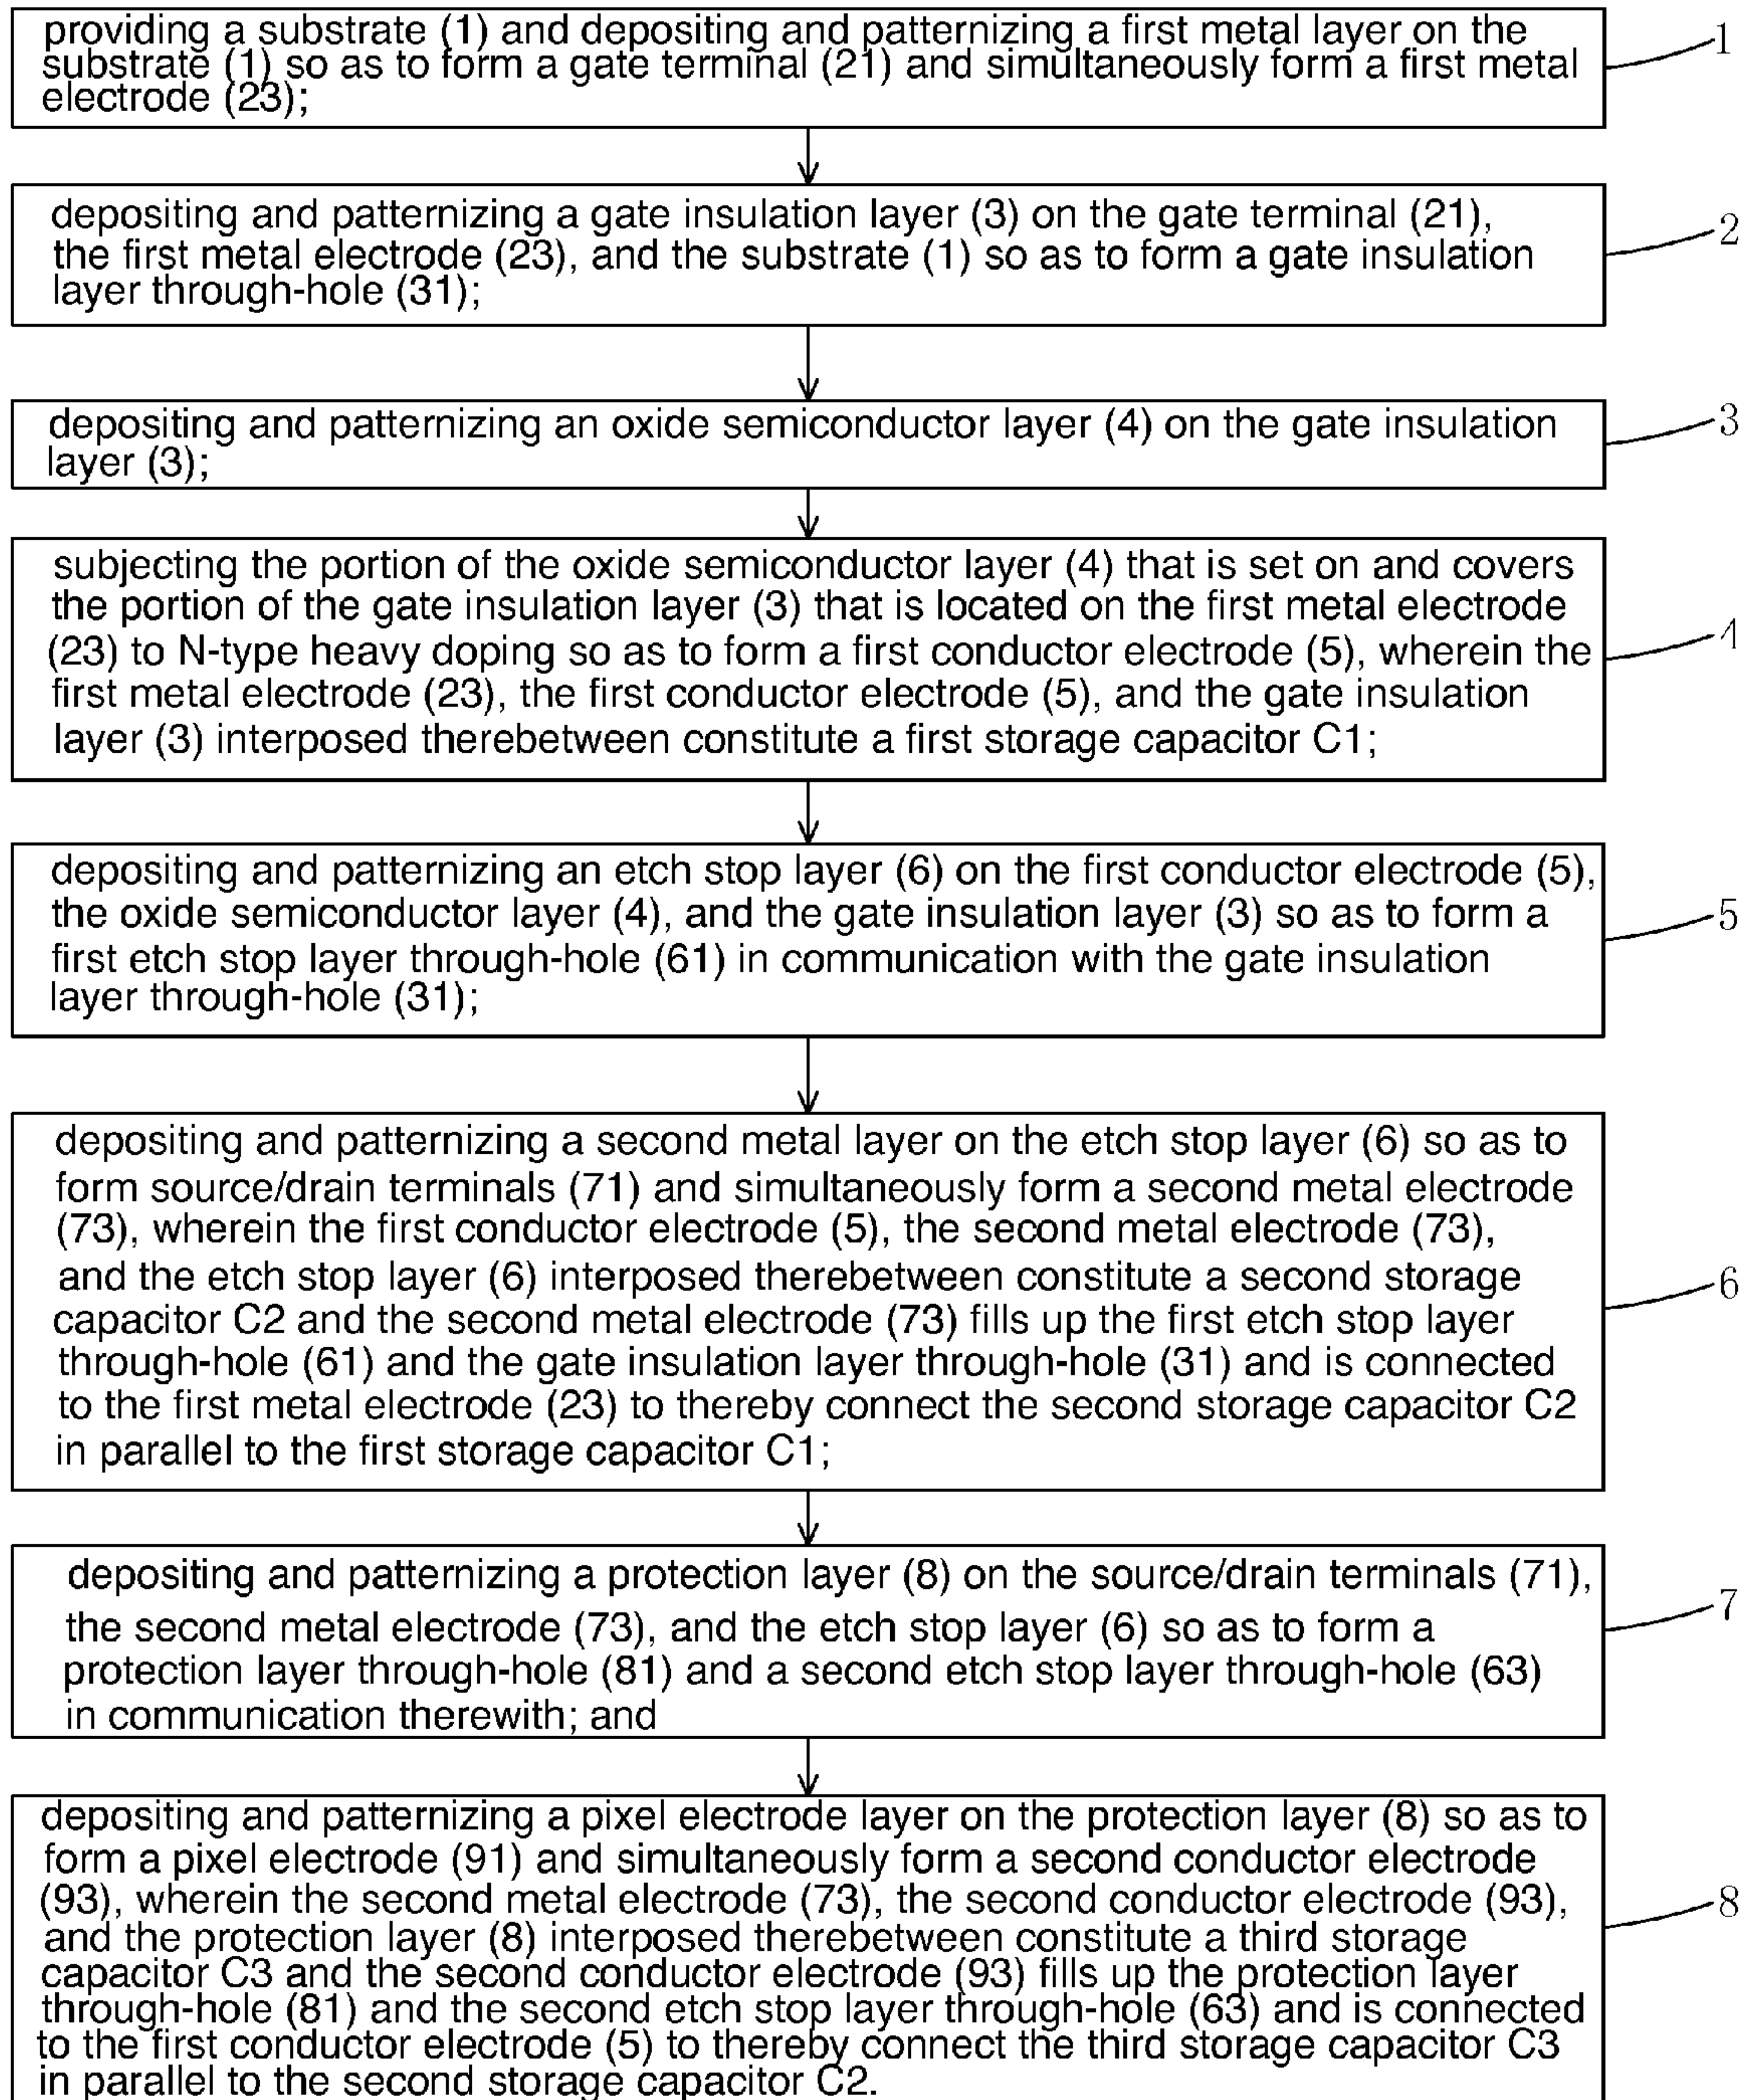 providing a substrate (1) and depositing and patternizing a first metal layer on the
substrate (1) so as to form a gate terminal (21) and simultaneously form a first metal
electrode (23);
1
depositing and patternizing a gate insulation layer (3) on the gate terminal (21),
the first metal electrode (23), and the substrate (1) so as to form a gate insulation
layer through-hole (31);
2
depositing and patternizing an oxide semiconductor layer (4) on the gate insulation
layer (3);
3
subjecting the portion of the oxide semiconductor layer (4) that is set on and covers
the portion of the gate insulation layer (3) that is located on the first metal electrode
(23) to N-type heavy doping so as to form a first conductor electrode (5), wherein the
first metal electrode (23), the first conductor electrode (5), and the gate insulation
layer (3) interposed therebetween constitute a first storage capacitor C1;
4
depositing and patternizing an etch stop layer (6) on the first conductor electrode (5),
the oxide semiconductor layer (4), and the gate insulation layer (3) so as to form a
first etch stop layer through-hole (61) in communication with the gate insulation
layer through-hole (31);
5
depositing and patternizing a second metal layer on the etch stop layer (6) so as to
form source/drain terminals (71) and simultaneously form a second metal electrode
(73), wherein the first conductor electrode (5), the second metal electrode (73),
and the etch stop layer (6) interposed therebetween constitute a second storage
capacitor C2 and the second metal electrode (73) fills up the first etch stop layer
through-hole (61) and the gate insulation layer through-hole (31) and is connected
to the first metal electrode (23) to thereby connect the second storage capacitor C2
in parallel to the first storage capacitor C1;
6
depositing and patternizing a protection layer (8) on the source/drain terminals (71),
the second metal electrode (73), and the etch stop layer (6) so as to form a
protection layer through-hole (81) and a second etch stop layer through-hole (63)
in communication therewith; and
7
depositing and patternizing a pixel electrode layer on the protection layer (8) so as to
form a pixel electrode (91) and simultaneously form a second conductor electrode
(93), wherein the second metal electrode (73), the second conductor electrode (93),
and the protection layer (8) interposed therebetween constitute a third storage
capacitor C3 and the second conductor electrode (93) fills up the protection layer
through-hole (81) and the second etch stop layer through-hole (63) and is connected
to the first conductor electrode (5) to thereby connect the third storage capacitor C3
in parallel to the second storage capacitor C2.
8